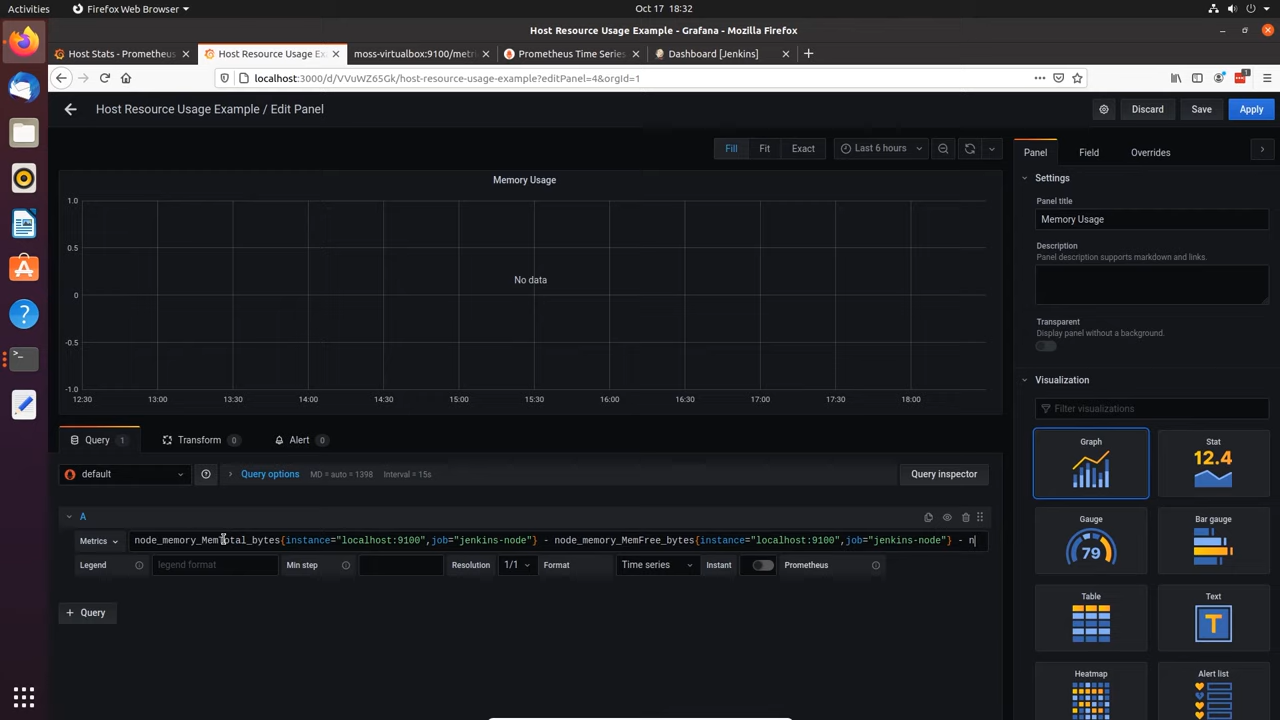 Activities
Firefox Web Browser
Oct 17 18:32
Host Resource Usage Example - Grafana - Mozilla Firefox
Host Stats - Prometheus
Host Resource Usage Ex
moss-virtualbox:9100/metri
Prometheus Time Series
Dashboard [Jenkins]
localhost:3000/d/VVuWZ65Gk/host-resource-usage-example?editPanel=4&orgId=1
Host Resource Usage Example / Edit Panel
Discard
Save
Apply
Fill
Fit
Exact
Last 6 hours
Panel
Field
Overrides
Memory Usage
1.0
0.5
0
-0.5
-1.0
No data
12:30 13:00 13:30 14:00 14:30 15:00 15:30 16:00 16:30 17:00 17:30 18:00
Settings
Panel title
Memory Usage
Description
Panel description supports markdown and links.
Transparent
Display panel without a background.
Visualization
Filter visualizations
Graph
Stat
12.4
Gauge
79
Bar gauge
Table
Text
T
Heatmap
Alert list
Query 1
Transform 0
Alert 0
default
Query options
MD = auto = 1398 Interval = 15s
Query inspector
A
Metrics
node_memory_MemTotal_bytes{instance="localhost:9100",job="jenkins-node"} - node_memory_MemFree_bytes{instance="localhost:9100",job="jenkins-node"} - n
Legend
legend format
Min step
Resolution
1/1
Format
Time series
Instant
Prometheus
+ Query